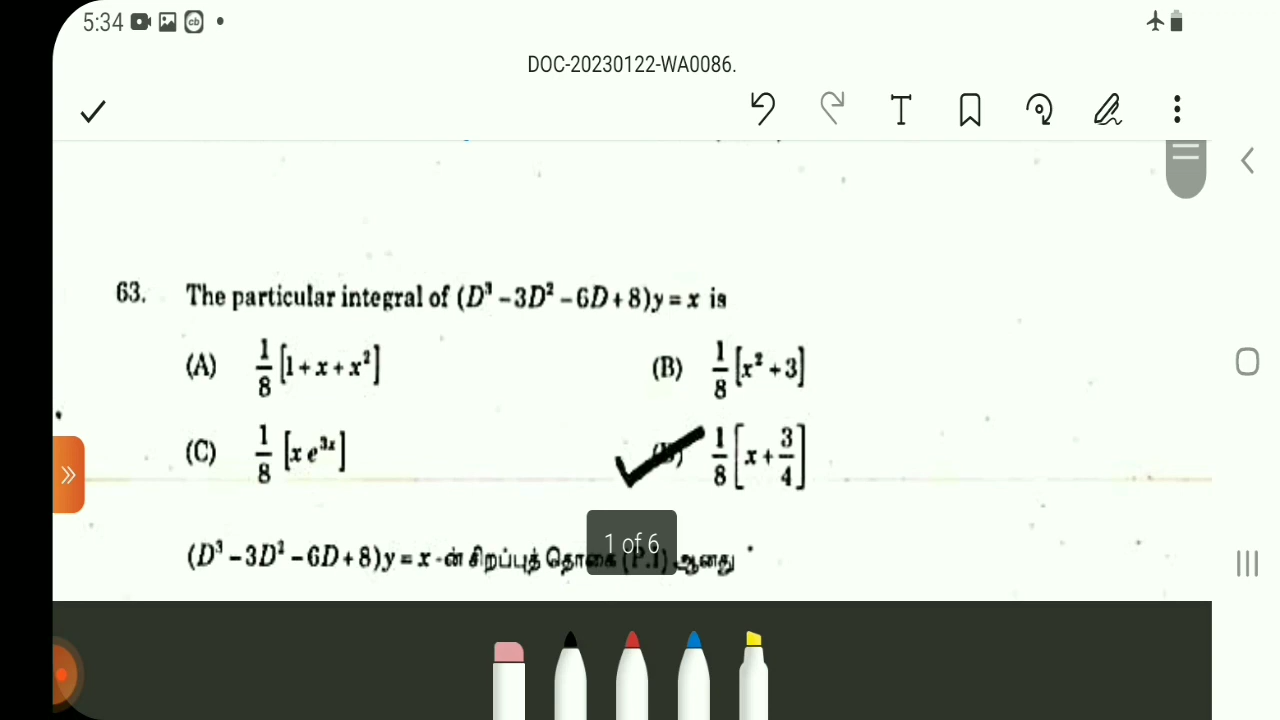 5:34
DOC-20230122-WA0086.
T
63. The particular integral of (D³ – 3D² – 6D + 8)y = x is
(A) 1/8 [1 + x + x²] (B) 1/8 [x² + 3]
(C) 1/8 [x e³ˣ] 1/8 [x + 3/4]
(D³ – 3D² – 6D + 8)y = x -ன் சிறப்புத் தொகை (P.I) ஆனது
1 of 6